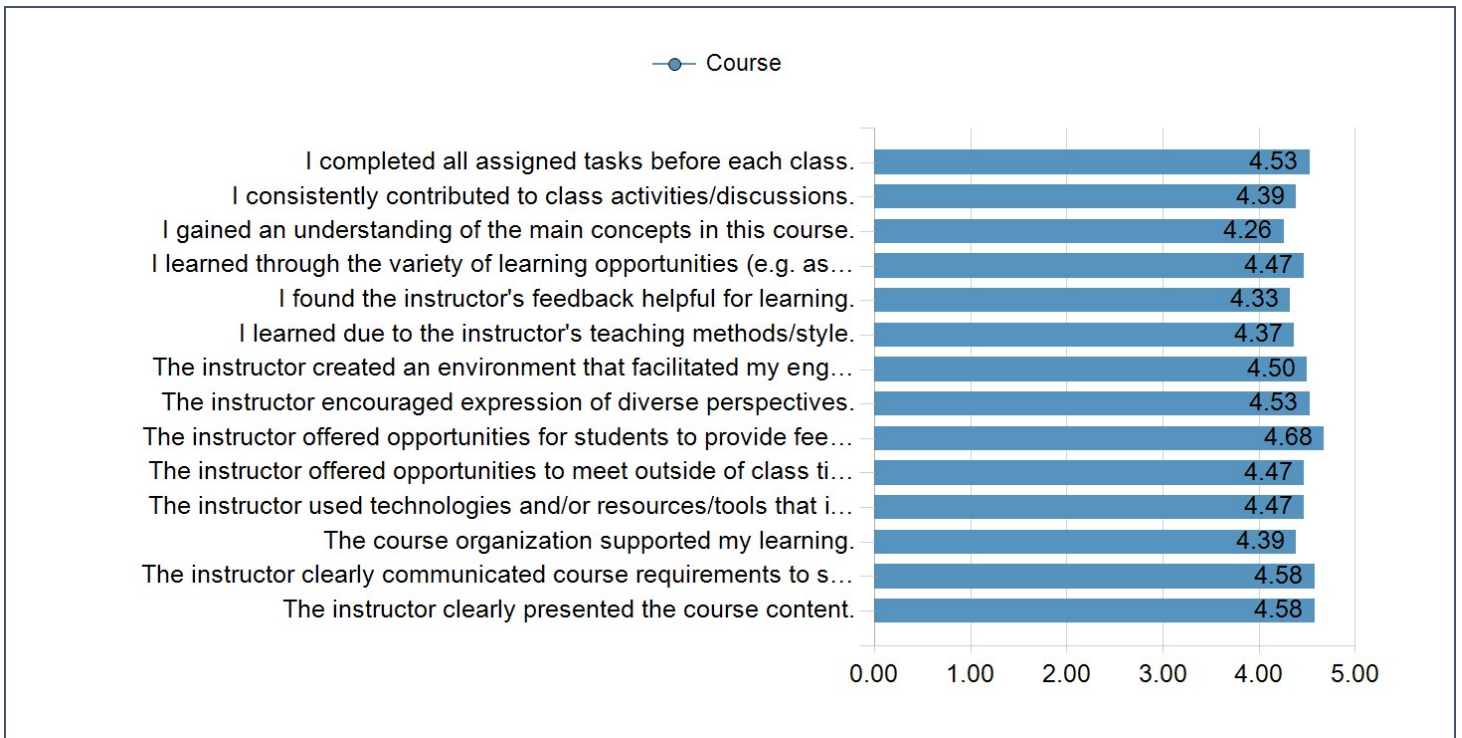 Course
I completed all assigned tasks before each class. 4.53
I consistently contributed to class activities/discussions. 4.39
I gained an understanding of the main concepts in this course. 4.26
I learned through the variety of learning opportunities (e.g. as… 4.47
I found the instructor's feedback helpful for learning. 4.33
I learned due to the instructor's teaching methods/style. 4.37
The instructor created an environment that facilitated my eng… 4.50
The instructor encouraged expression of diverse perspectives. 4.53
The instructor offered opportunities for students to provide fee… 4.68
The instructor offered opportunities to meet outside of class ti… 4.47
The instructor used technologies and/or resources/tools that i… 4.47
The course organization supported my learning. 4.39
The instructor clearly communicated course requirements to s… 4.58
The instructor clearly presented the course content. 4.58
0.00 1.00 2.00 3.00 4.00 5.00